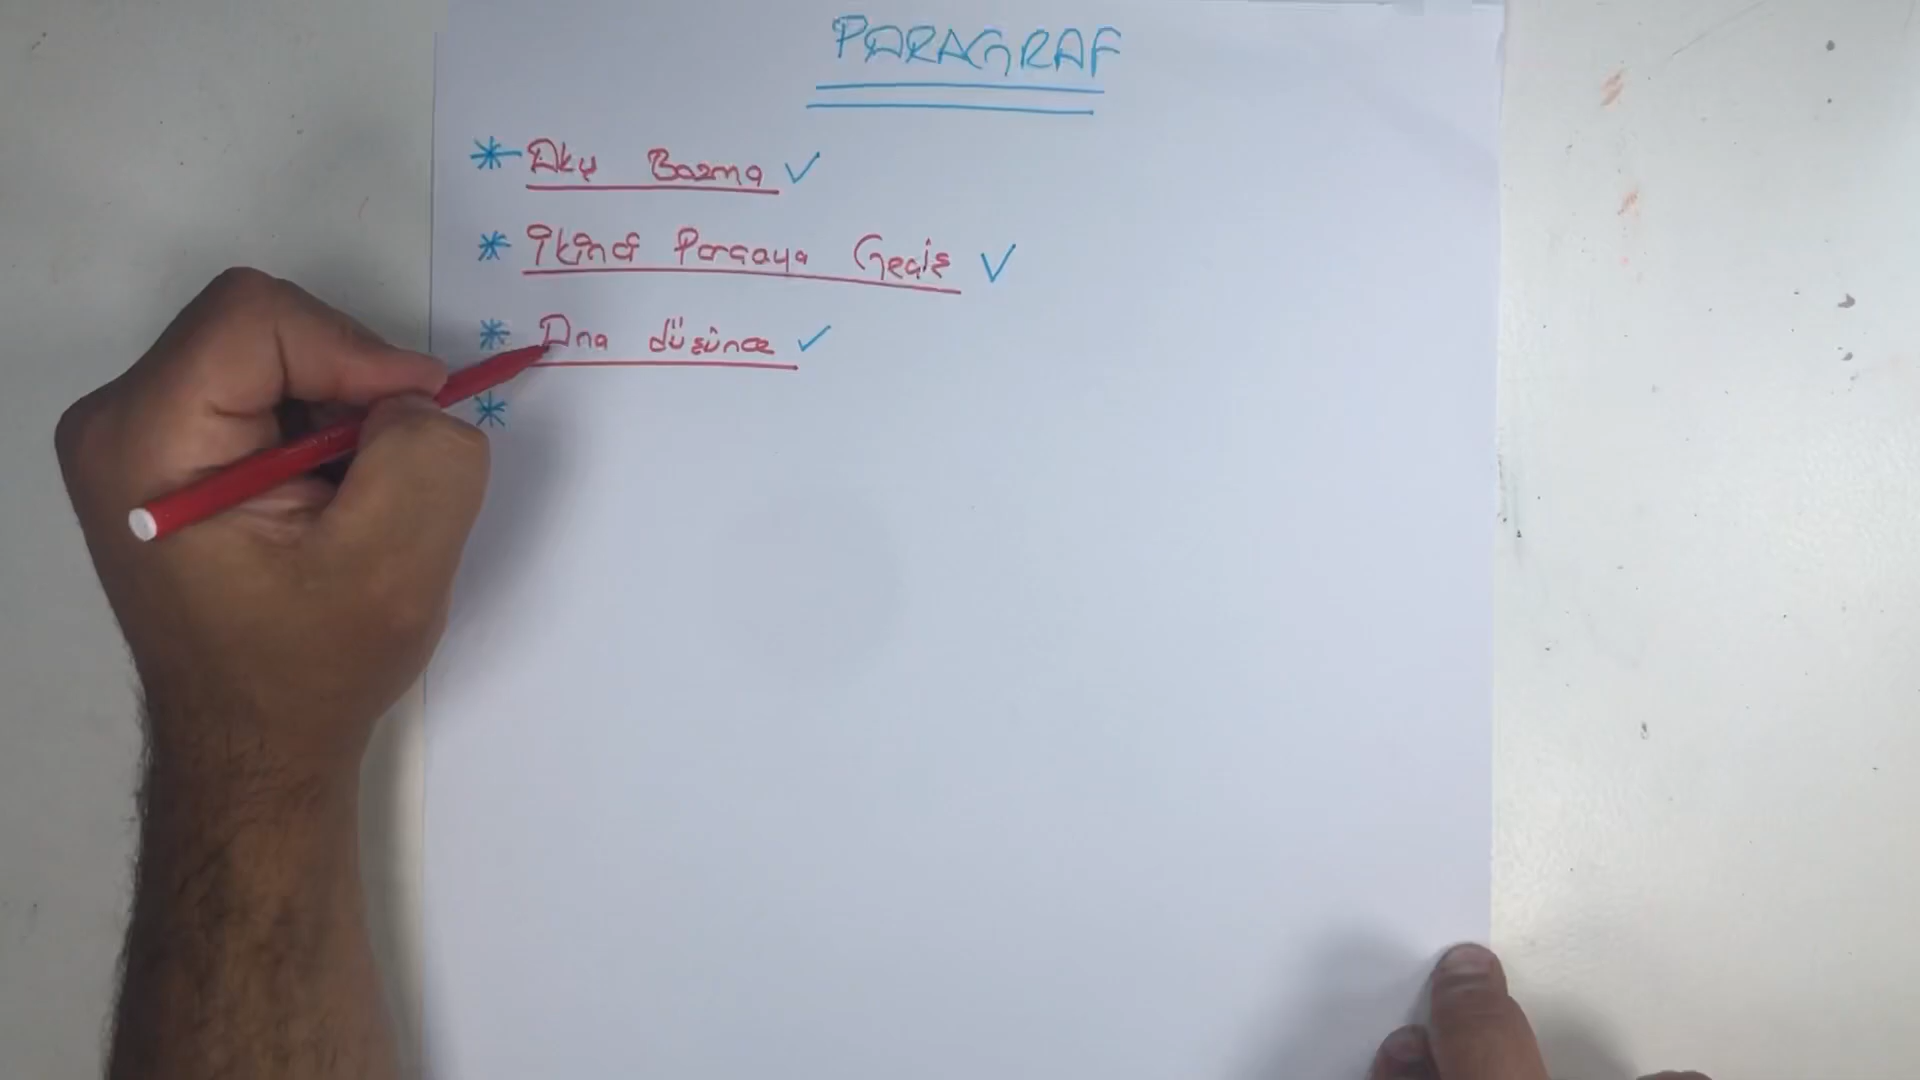 PARAGRAF
* Akış Bozma ✓
* İkinci Parçaya Geçiş ✓
* Ana düşünce ✓
*